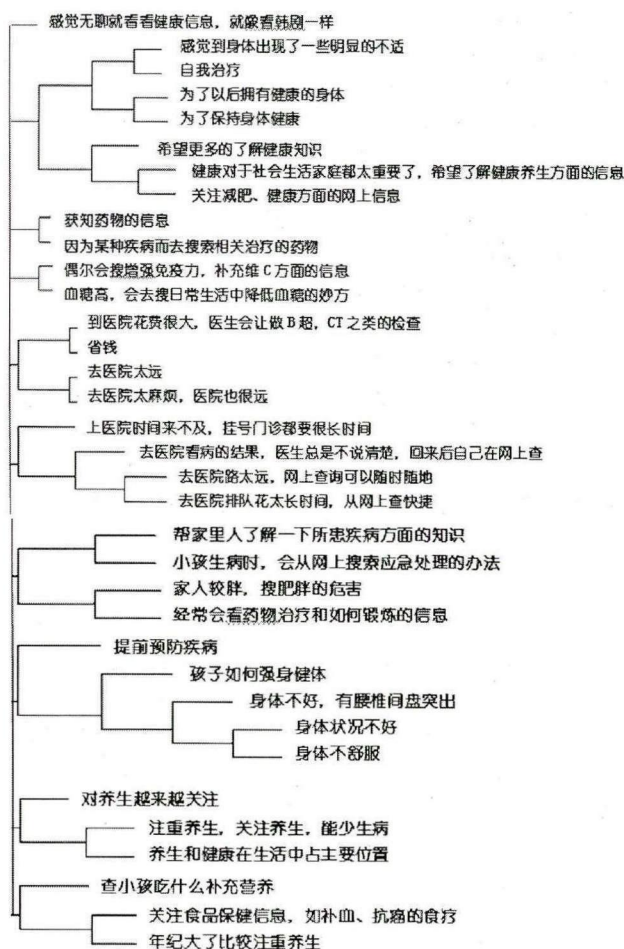 感觉无聊就看看健康信息，就像看韩剧一样
感觉到身体出现了一些明显的不适
自我治疗
为了以后拥有健康的身体
为了保持身体健康
希望更多的了解健康知识
健康对于社会生活家庭都太重要了，希望了解健康养生方面的信息
关注减肥、健康方面的网上信息
获知药物的信息
因为某种疾病而去搜索相关治疗的药物
偶尔会搜增强免疫力，补充维C方面的信息
血糖高，会去搜日常生活中降低血糖的妙方
到医院花费很大，医生会让做B超，CT之类的检查
省钱
去医院太远
去医院太麻烦，医院也很远
上医院时间来不及，挂号门诊都要很长时间
去医院看病的结果，医生总是不说清楚，回来后自己在网上查
去医院路太远，网上查询可以随时随地
去医院排队花太长时间，从网上查快捷
帮家里人了解一下所患疾病方面的知识
小孩生病时，会从网上搜索应急处理的办法
家人较胖，搜肥胖的危害
经常会看药物治疗和如何锻炼的信息
提前预防疾病
孩子如何强身健体
身体不好，有腰椎间盘突出
身体状况不好
身体不舒服
对养生越来越关注
注重养生，关注养生，能少生病
养生和健康在生活中占主要位置
查小孩吃什么补充营养
关注食品保健信息，如补血、抗癌的食疗
年纪大了比较注重养生